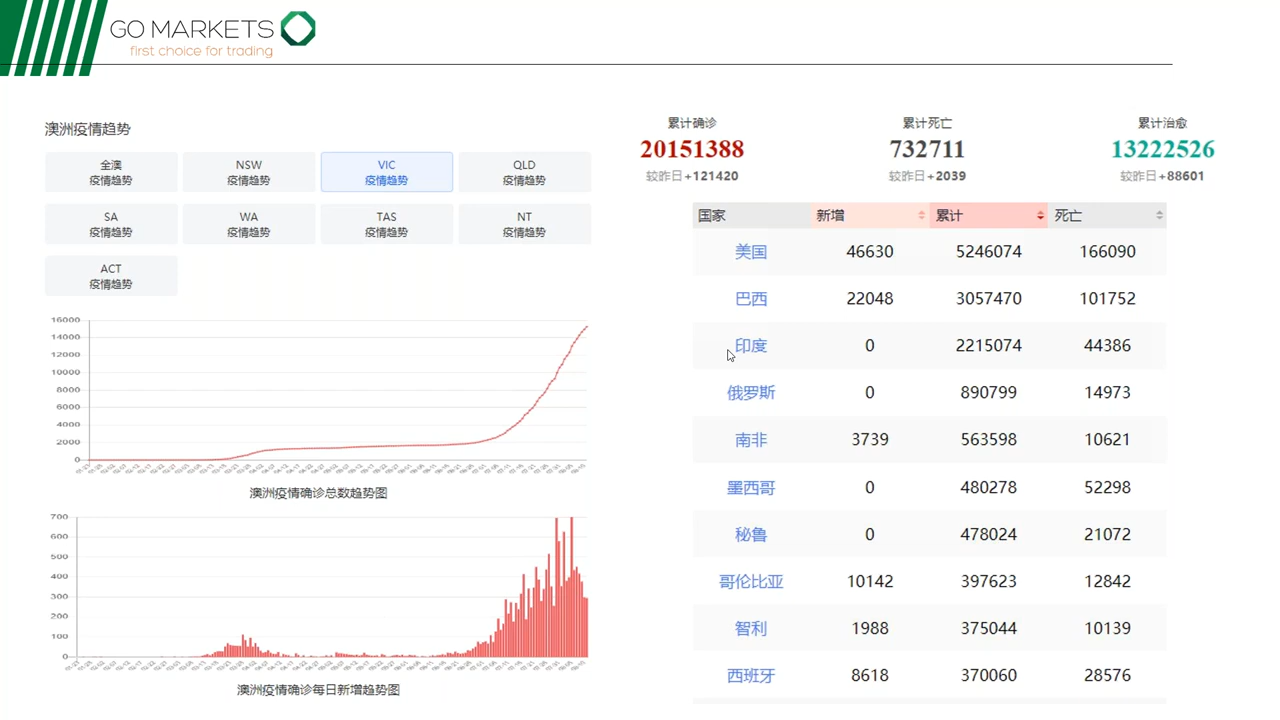 GO MARKETS
first choice for trading
澳洲疫情趋势
全澳
疫情趋势
NSW
疫情趋势
VIC
疫情趋势
QLD
疫情趋势
SA
疫情趋势
WA
疫情趋势
TAS
疫情趋势
NT
疫情趋势
ACT
疫情趋势
16000
14000
12000
10000
8000
6000
4000
2000
0
澳洲疫情确诊总数趋势图
700
600
500
400
300
200
100
0
澳洲疫情确诊每日新增趋势图
累计确诊
20151388
较昨日+121420
累计死亡
732711
较昨日+2039
累计治愈
13222526
较昨日+88601
国家 新增 累计 死亡
美国 46630 5246074 166090
巴西 22048 3057470 101752
印度 0 2215074 44386
俄罗斯 0 890799 14973
南非 3739 563598 10621
墨西哥 0 480278 52298
秘鲁 0 478024 21072
哥伦比亚 10142 397623 12842
智利 1988 375044 10139
西班牙 8618 370060 28576